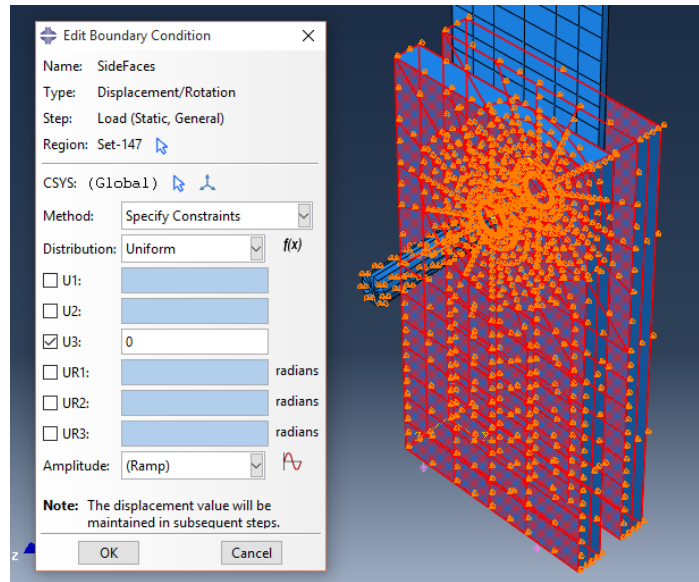 Edit Boundary Condition
Name: SideFaces
Type: Displacement/Rotation
Step: Load (Static, General)
Region: Set-147
CSYS: (Global)
Method: Specify Constraints
Distribution: Uniform f(x)
U1:
U2:
U3: 0
UR1: radians
UR2: radians
UR3: radians
Amplitude: (Ramp)
Note: The displacement value will be
maintained in subsequent steps.
OK Cancel
z